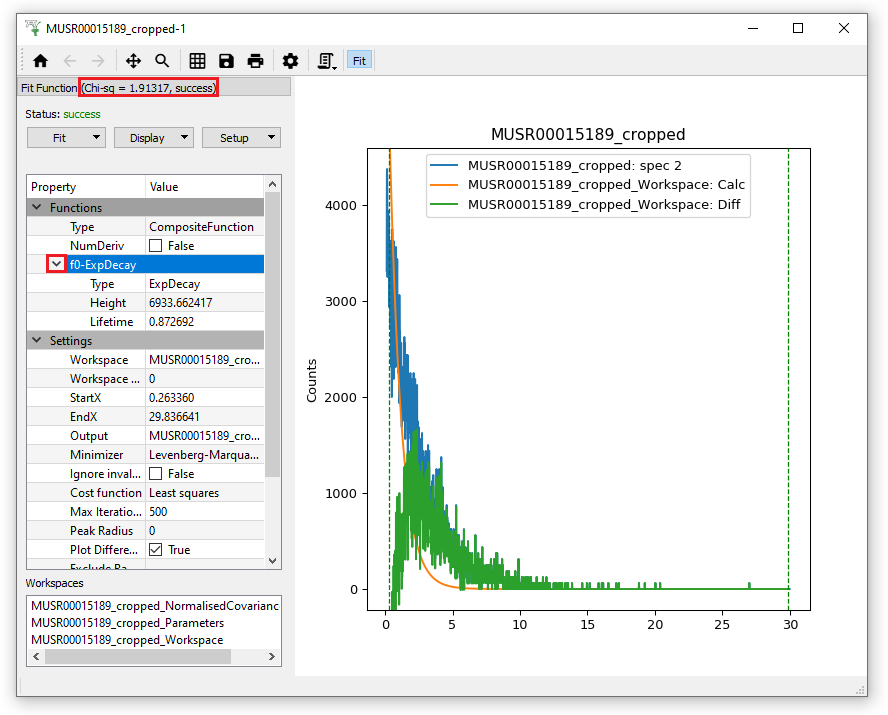 MUSR00015189_cropped-1
Fit
Fit Function (Chi-sq = 1.91317, success)
Status: success
Fit Display Setup
Property Value
Functions
Type CompositeFunction
NumDeriv False
f0-ExpDecay
Type ExpDecay
Height 6933.662417
Lifetime 0.872692
Settings
Workspace MUSR00015189_cro...
Workspace ... 0
StartX 0.263360
EndX 29.836641
Output MUSR00015189_cro...
Minimizer Levenberg-Marqua...
Ignore inval... False
Cost function Least squares
Max Iteratio... 500
Peak Radius 0
Plot Differe... True
Exclude Ra...
Workspaces
MUSR00015189_cropped_NormalisedCovarianc
MUSR00015189_cropped_Parameters
MUSR00015189_cropped_Workspace
MUSR00015189_cropped
MUSR00015189_cropped: spec 2
MUSR00015189_cropped_Workspace: Calc
MUSR00015189_cropped_Workspace: Diff
Counts
4000
3000
2000
1000
0
0 5 10 15 20 25 30